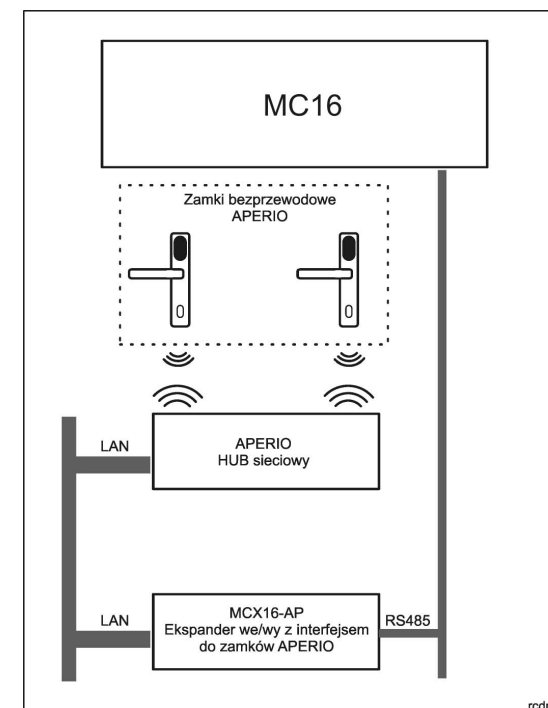 MC16
Zamki bezprzewodowe
APERIO
LAN
APERIO
HUB sieciowy
LAN
MCX16-AP
Ekspander we/wy z interfejsem
do zamków APERIO
RS485